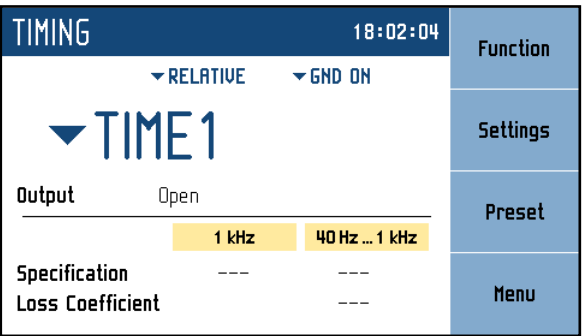 TIMING 18:02:04
RELATIVE GND ON
TIME1
Output Open
1 kHz 40 Hz ... 1 kHz
Specification --- ---
Loss Coefficient ---
Function
Settings
Preset
Menu